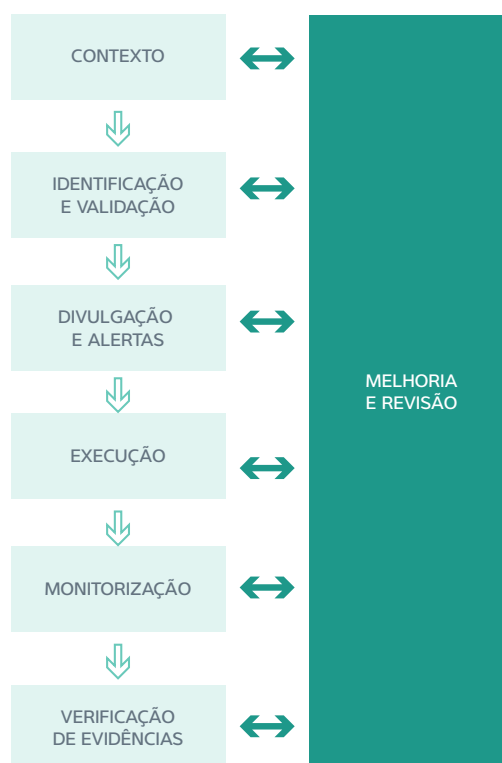 CONTEXTO
IDENTIFICAÇÃO
E VALIDAÇÃO
DIVULGAÇÃO
E ALERTAS
MELHORIA
E REVISÃO
EXECUÇÃO
MONITORIZAÇÃO
VERIFICAÇÃO
DE EVIDÊNCIAS